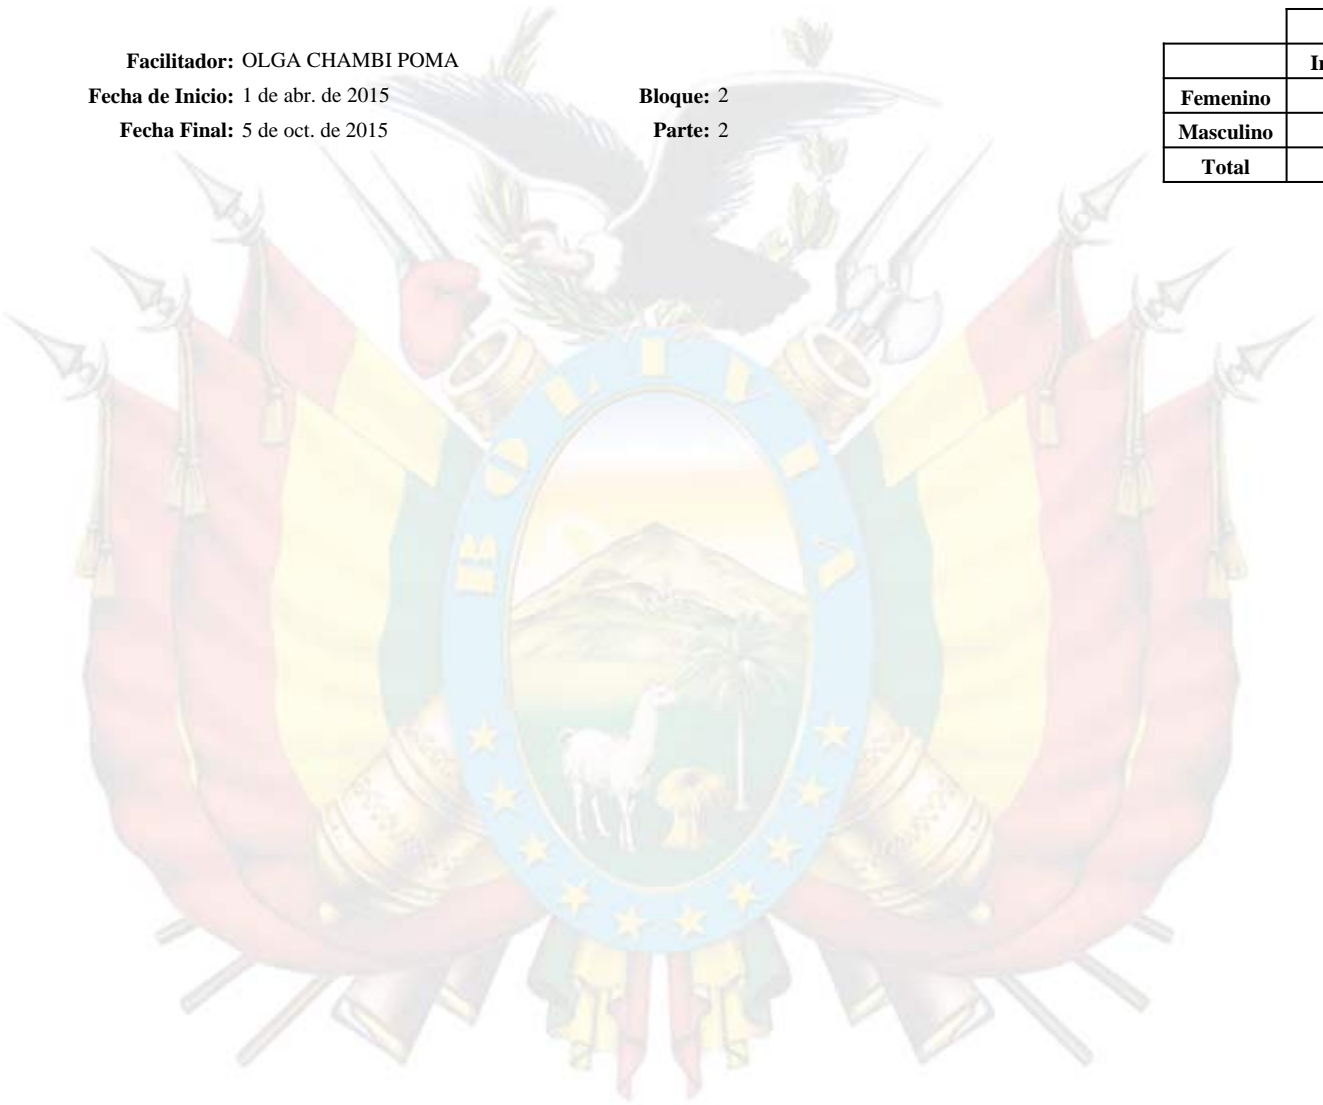 Facilitador: OLGA CHAMBI POMA
Fecha de Inicio: 1 de abr. de 2015 Bloque: 2
Fecha Final: 5 de oct. de 2015 Parte: 2
Femenino
Masculino
Total
BOLIVIA